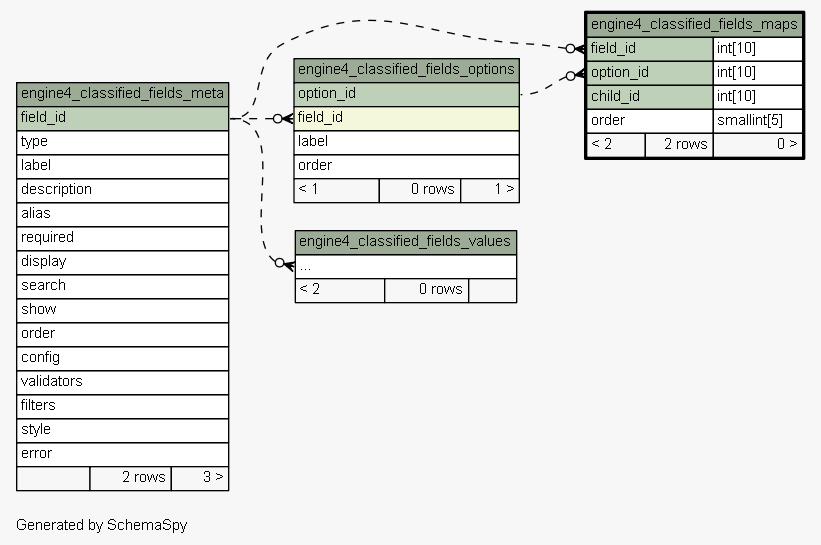 engine4_classified_fields_maps
field_id int[10]
option_id int[10]
child_id int[10]
order smallint[5]
< 2 2 rows 0 >
engine4_classified_fields_options
option_id
field_id
label
order
< 1 0 rows 1 >
engine4_classified_fields_meta
field_id
type
label
description
alias
required
display
search
show
order
config
validators
filters
style
error
2 rows 3 >
engine4_classified_fields_values
...
< 2 0 rows
Generated by SchemaSpy